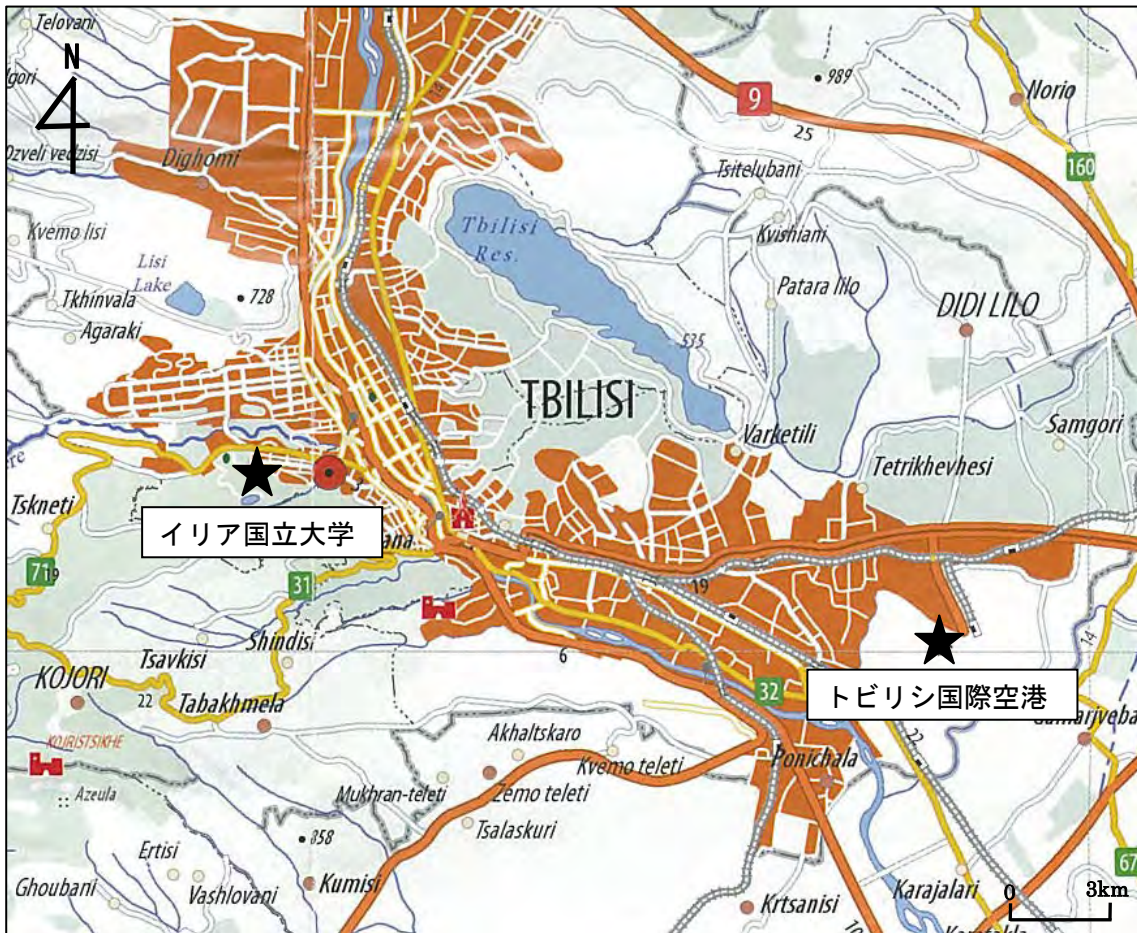 Telovani
N
9
989
Norio
25
Ozveli vedzisi
Dighomi
Tsitelubani
160
Tbilisi
Res.
Kvemo lisi
Kvishiani
Lisi
Lake
728
Tkhinvala
Patara lilo
DIDI LILO
Agaraki
535
TBILISI
Samgori
Varketili
Tetrikhevhesi
Tskneti
イリア国立大学
71
19
31
19
14
Shindisi
Tsavkisi
6
KOJORI
22
32
トビリシ国際空港
Tabakhmela
KOJRISTSIKHE
Akhaltskaro
22
Kvemo teleti
Ponichala
Azeula
Mukhran-teleti
Zemo teleti
Tsalaskuri
858
Ertisi
67
Ghoubani
Vashlovani
Kumisi
Karajalari
0 3km
Krtsanisi
10